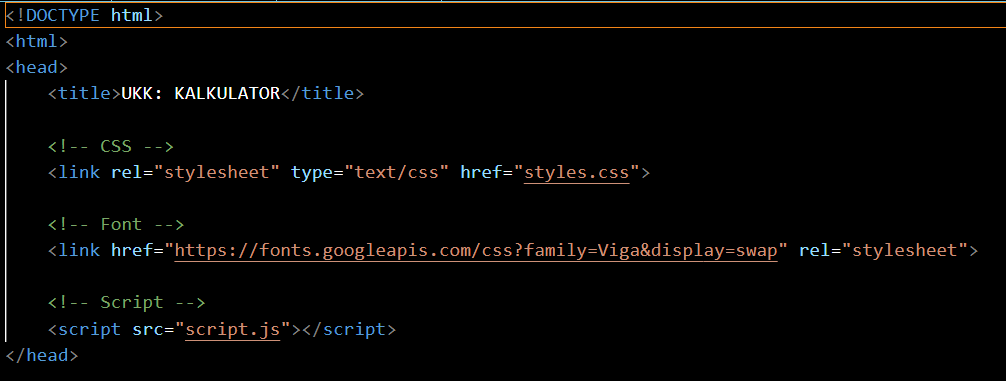 <!DOCTYPE html>
<html>
<head>
    <title>UKK: KALKULATOR</title>

    <!-- CSS -->
    <link rel="stylesheet" type="text/css" href="styles.css">

    <!-- Font -->
    <link href="https://fonts.googleapis.com/css?family=Viga&display=swap" rel="stylesheet">

    <!-- Script -->
    <script src="script.js"></script>
</head>